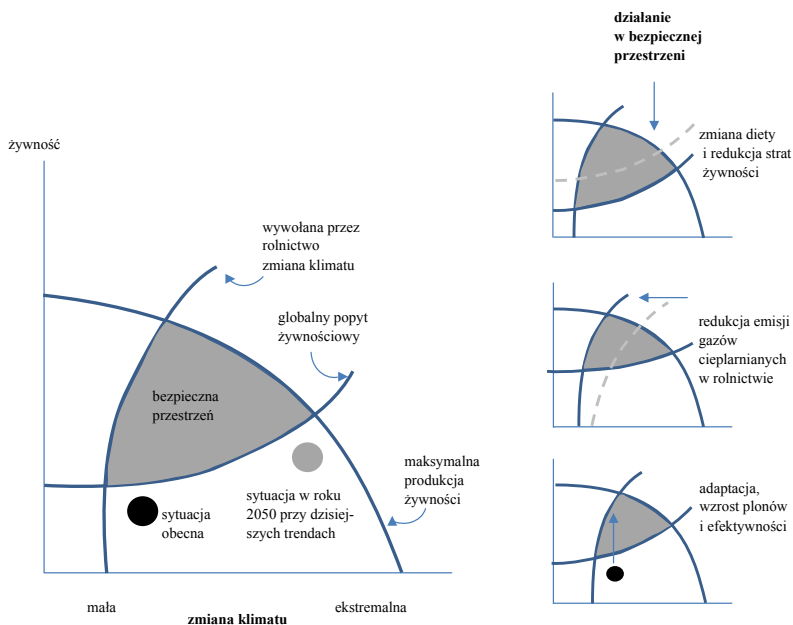 żywność
wywołana przez
rolnictwo
zmiana klimatu
globalny popyt
żywnościowy
bezpieczna
przestrzeń
maksymalna
produkcja
żywności
sytuacja
obecna
sytuacja w roku
2050 przy dzisiej-
szych trendach
mała
zmiana klimatu
ekstremalna
działanie
w bezpiecznej
przestrzeni
zmiana diety
i redukcja strat
żywności
redukcja emisji
gazów
cieplarnianych
w rolnictwie
adaptacja,
wzrost plonów
i efektywności